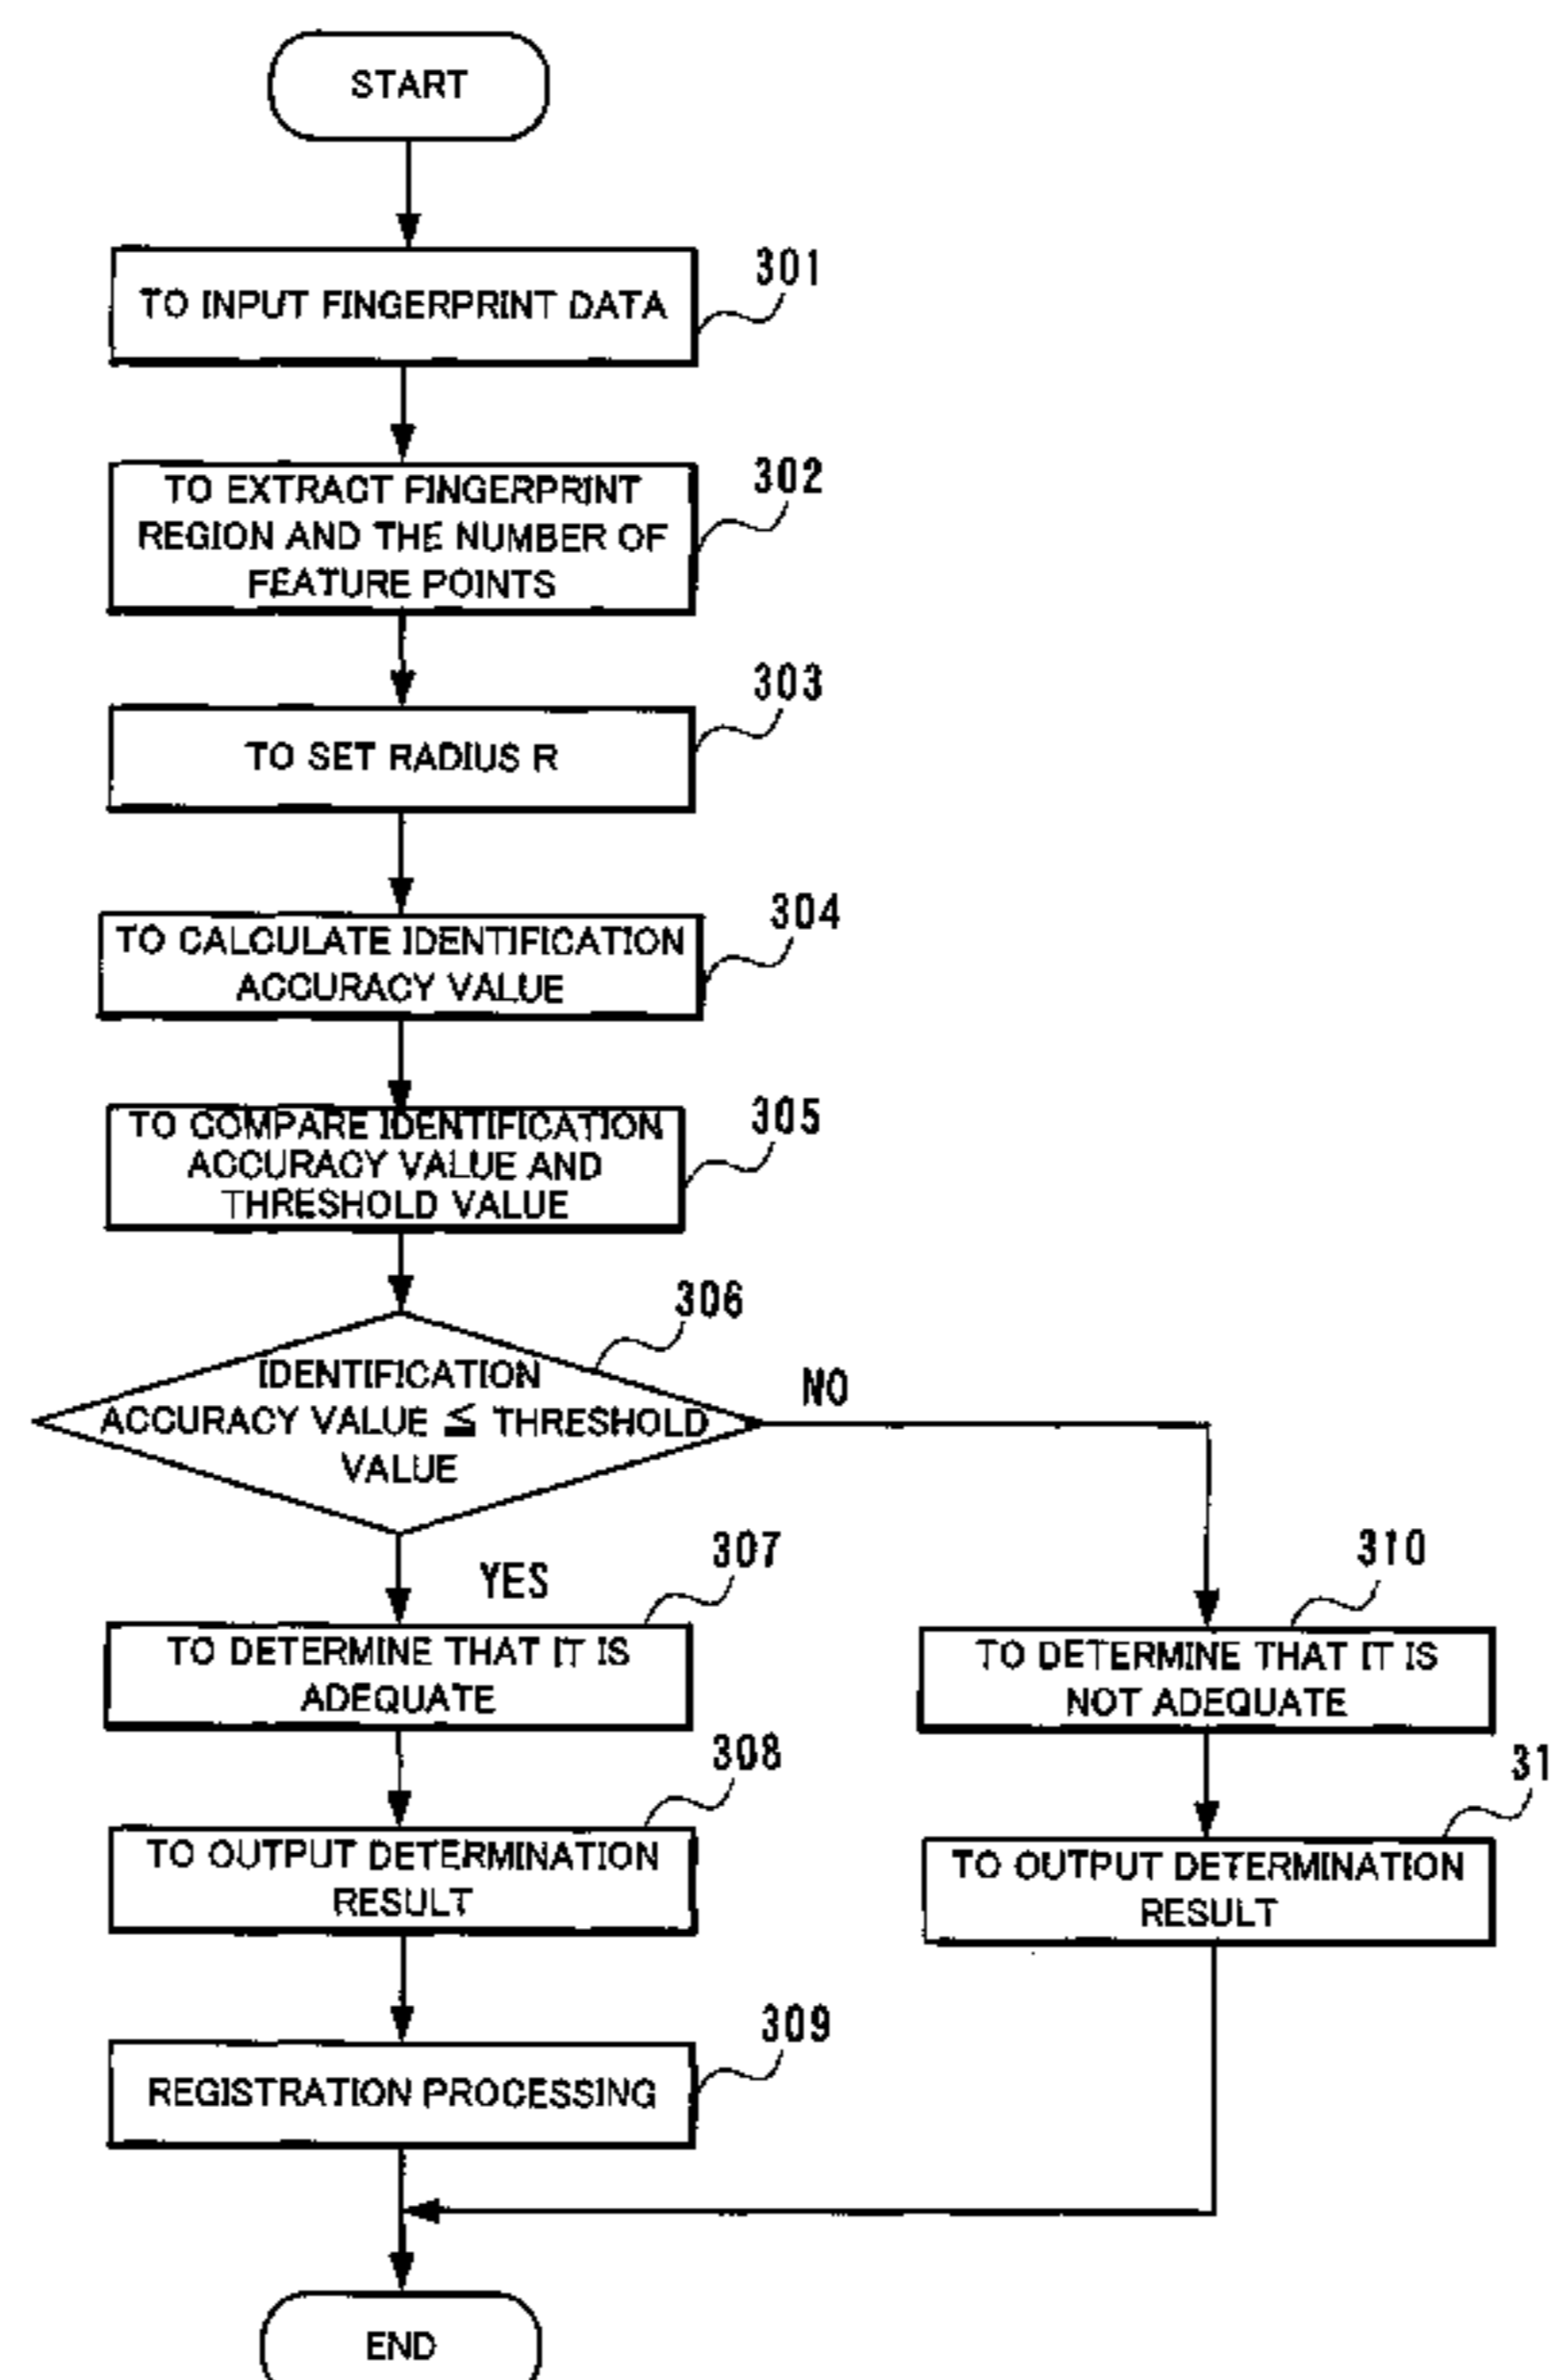 START
301
TO INPUT FINGERPRINT DATA
302
TO EXTRACT FINGERPRINT
REGION AND THE NUMBER OF
FEATURE POINTS
303
TO SET RADIUS R
304
TO CALCULATE IDENTIFICATION
ACCURACY VALUE
305
TO COMPARE IDENTIFICATION
ACCURACY VALUE AND
THRESHOLD VALUE
306
IDENTIFICATION
ACCURACY VALUE ≦ THRESHOLD
VALUE
NO
YES
307
TO DETERMINE THAT IT IS
ADEQUATE
308
TO OUTPUT DETERMINATION
RESULT
309
REGISTRATION PROCESSING
310
TO DETERMINE THAT IT IS
NOT ADEQUATE
31
TO OUTPUT DETERMINATION
RESULT
END